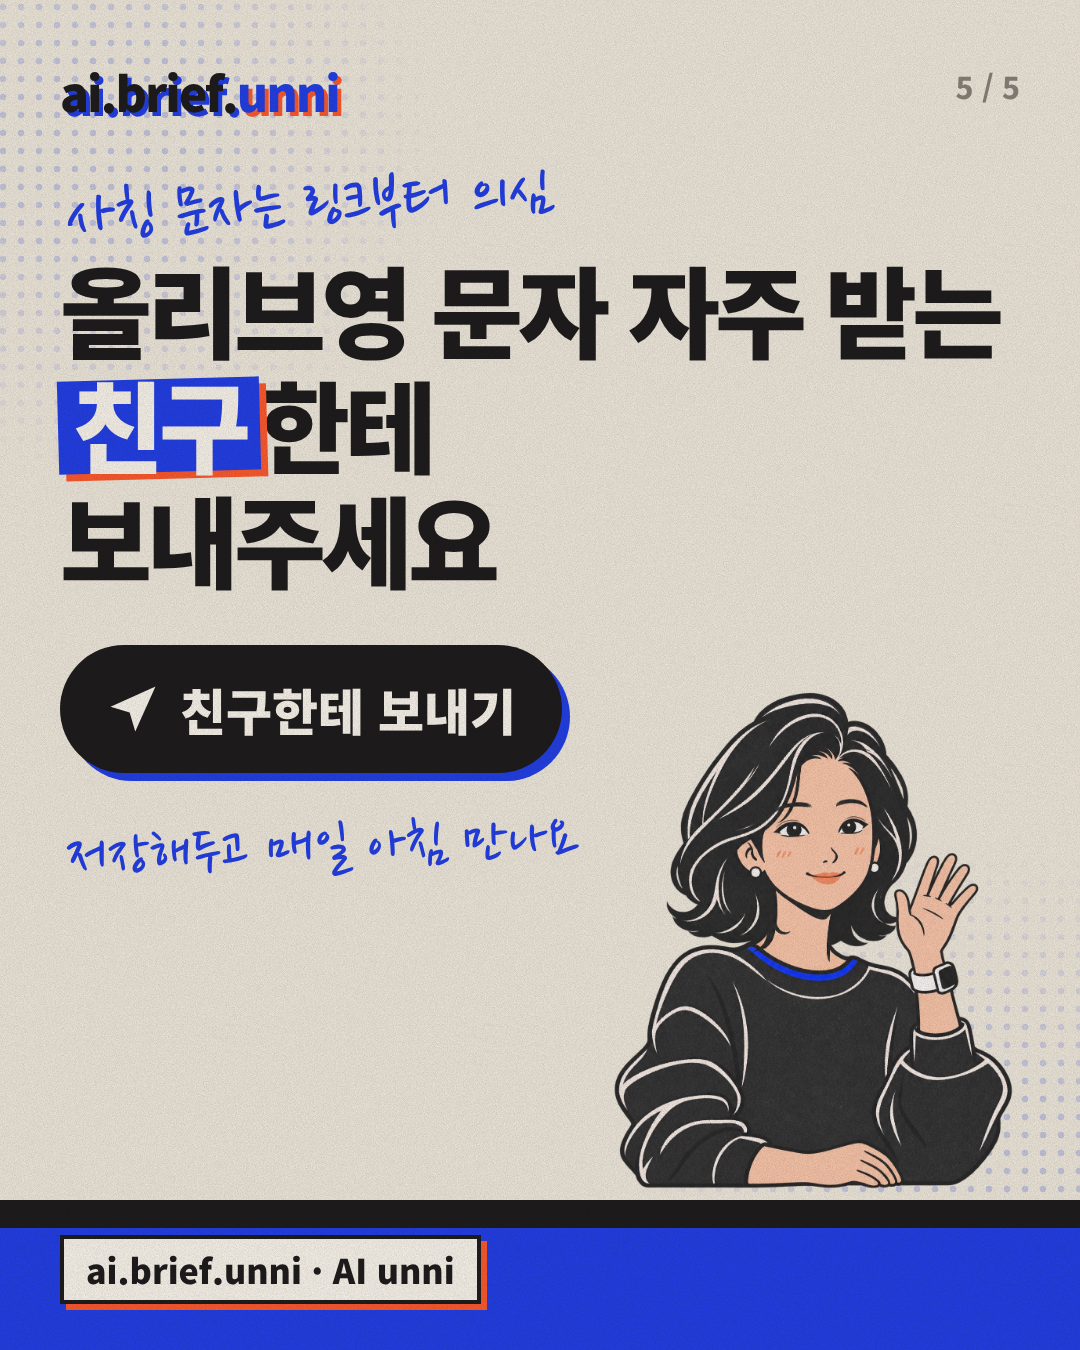 ai.brief.unni
5 / 5
사칭 문자는 링크부터 의심
올리브영 문자 자주 받는
친구한테
보내주세요
친구한테 보내기
저장해두고 매일 아침 만나요
ai.brief.unni · AI unni